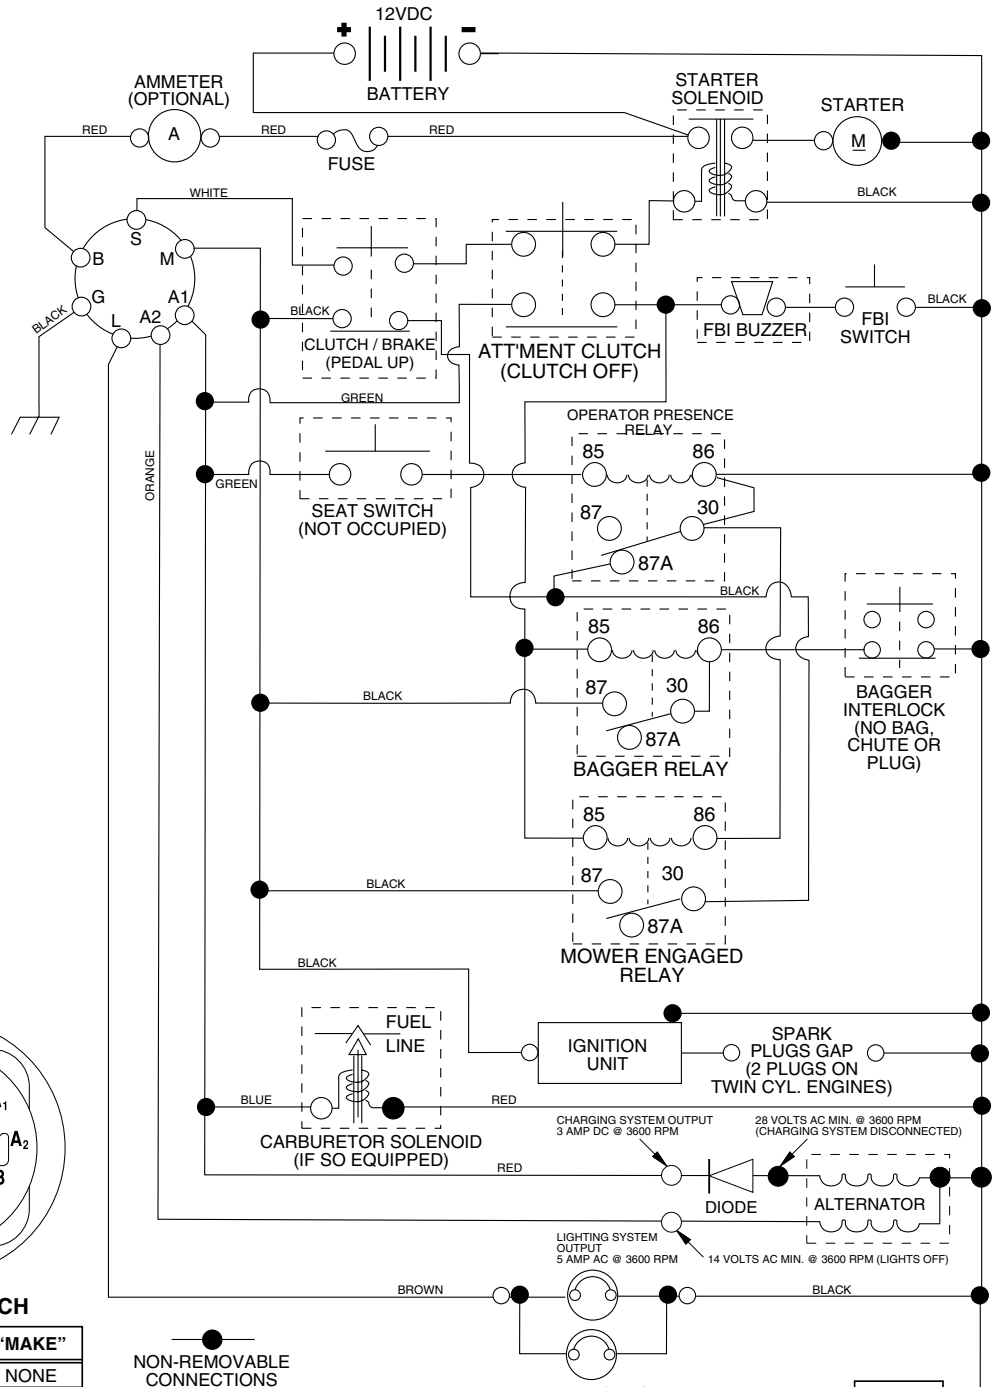 12VDC
+
-
BATTERY
AMMETER
(OPTIONAL)
A
RED
RED
RED
FUSE
STARTER
SOLENOID
STARTER
M
BLACK
WHITE
S
B
M
G
A1
L
A2
BLACK
BLACK
CLUTCH / BRAKE
(PEDAL UP)
ATT'MENT CLUTCH
(CLUTCH OFF)
FBI BUZZER
FBI
SWITCH
BLACK
GREEN
OPERATOR PRESENCE
RELAY
85
86
87
30
87A
ORANGE
GREEN
SEAT SWITCH
(NOT OCCUPIED)
BLACK
85
86
87
30
87A
BLACK
BAGGER RELAY
BAGGER
INTERLOCK
(NO BAG,
CHUTE OR
PLUG)
85
86
87
30
87A
BLACK
MOWER ENGAGED
RELAY
BLACK
FUEL
LINE
IGNITION
UNIT
SPARK
PLUGS GAP
(2 PLUGS ON
TWIN CYL. ENGINES)
BLUE
RED
CARBURETOR SOLENOID
(IF SO EQUIPPED)
CHARGING SYSTEM OUTPUT
3 AMP DC @ 3600 RPM
28 VOLTS AC MIN. @ 3600 RPM
(CHARGING SYSTEM DISCONNECTED)
RED
DIODE
ALTERNATOR
LIGHTING SYSTEM
OUTPUT
5 AMP AC @ 3600 RPM
14 VOLTS AC MIN. @ 3600 RPM (LIGHTS OFF)
BROWN
BLACK
A2
CH
"MAKE"
NONE
NON-REMOVABLE
CONNECTIONS